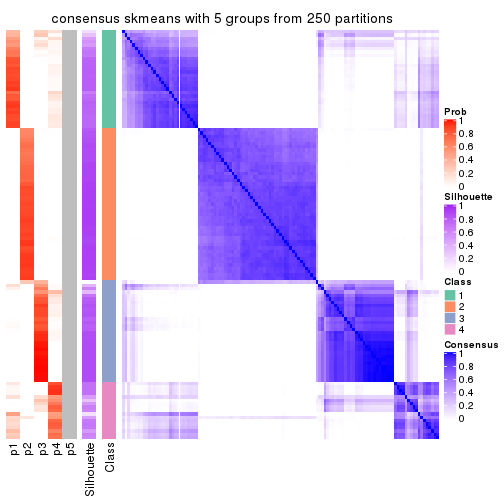 consensus skmeans with 5 groups from 250 partitions
Prob
1
0.8
0.6
0.4
0.2
0
Silhouette
1
0.8
0.6
0.4
0.2
0
Class
1
2
3
4
Consensus
1
0.8
0.6
0.4
0.2
0
p1
p2
p3
p4
p5
Silhouette
Class